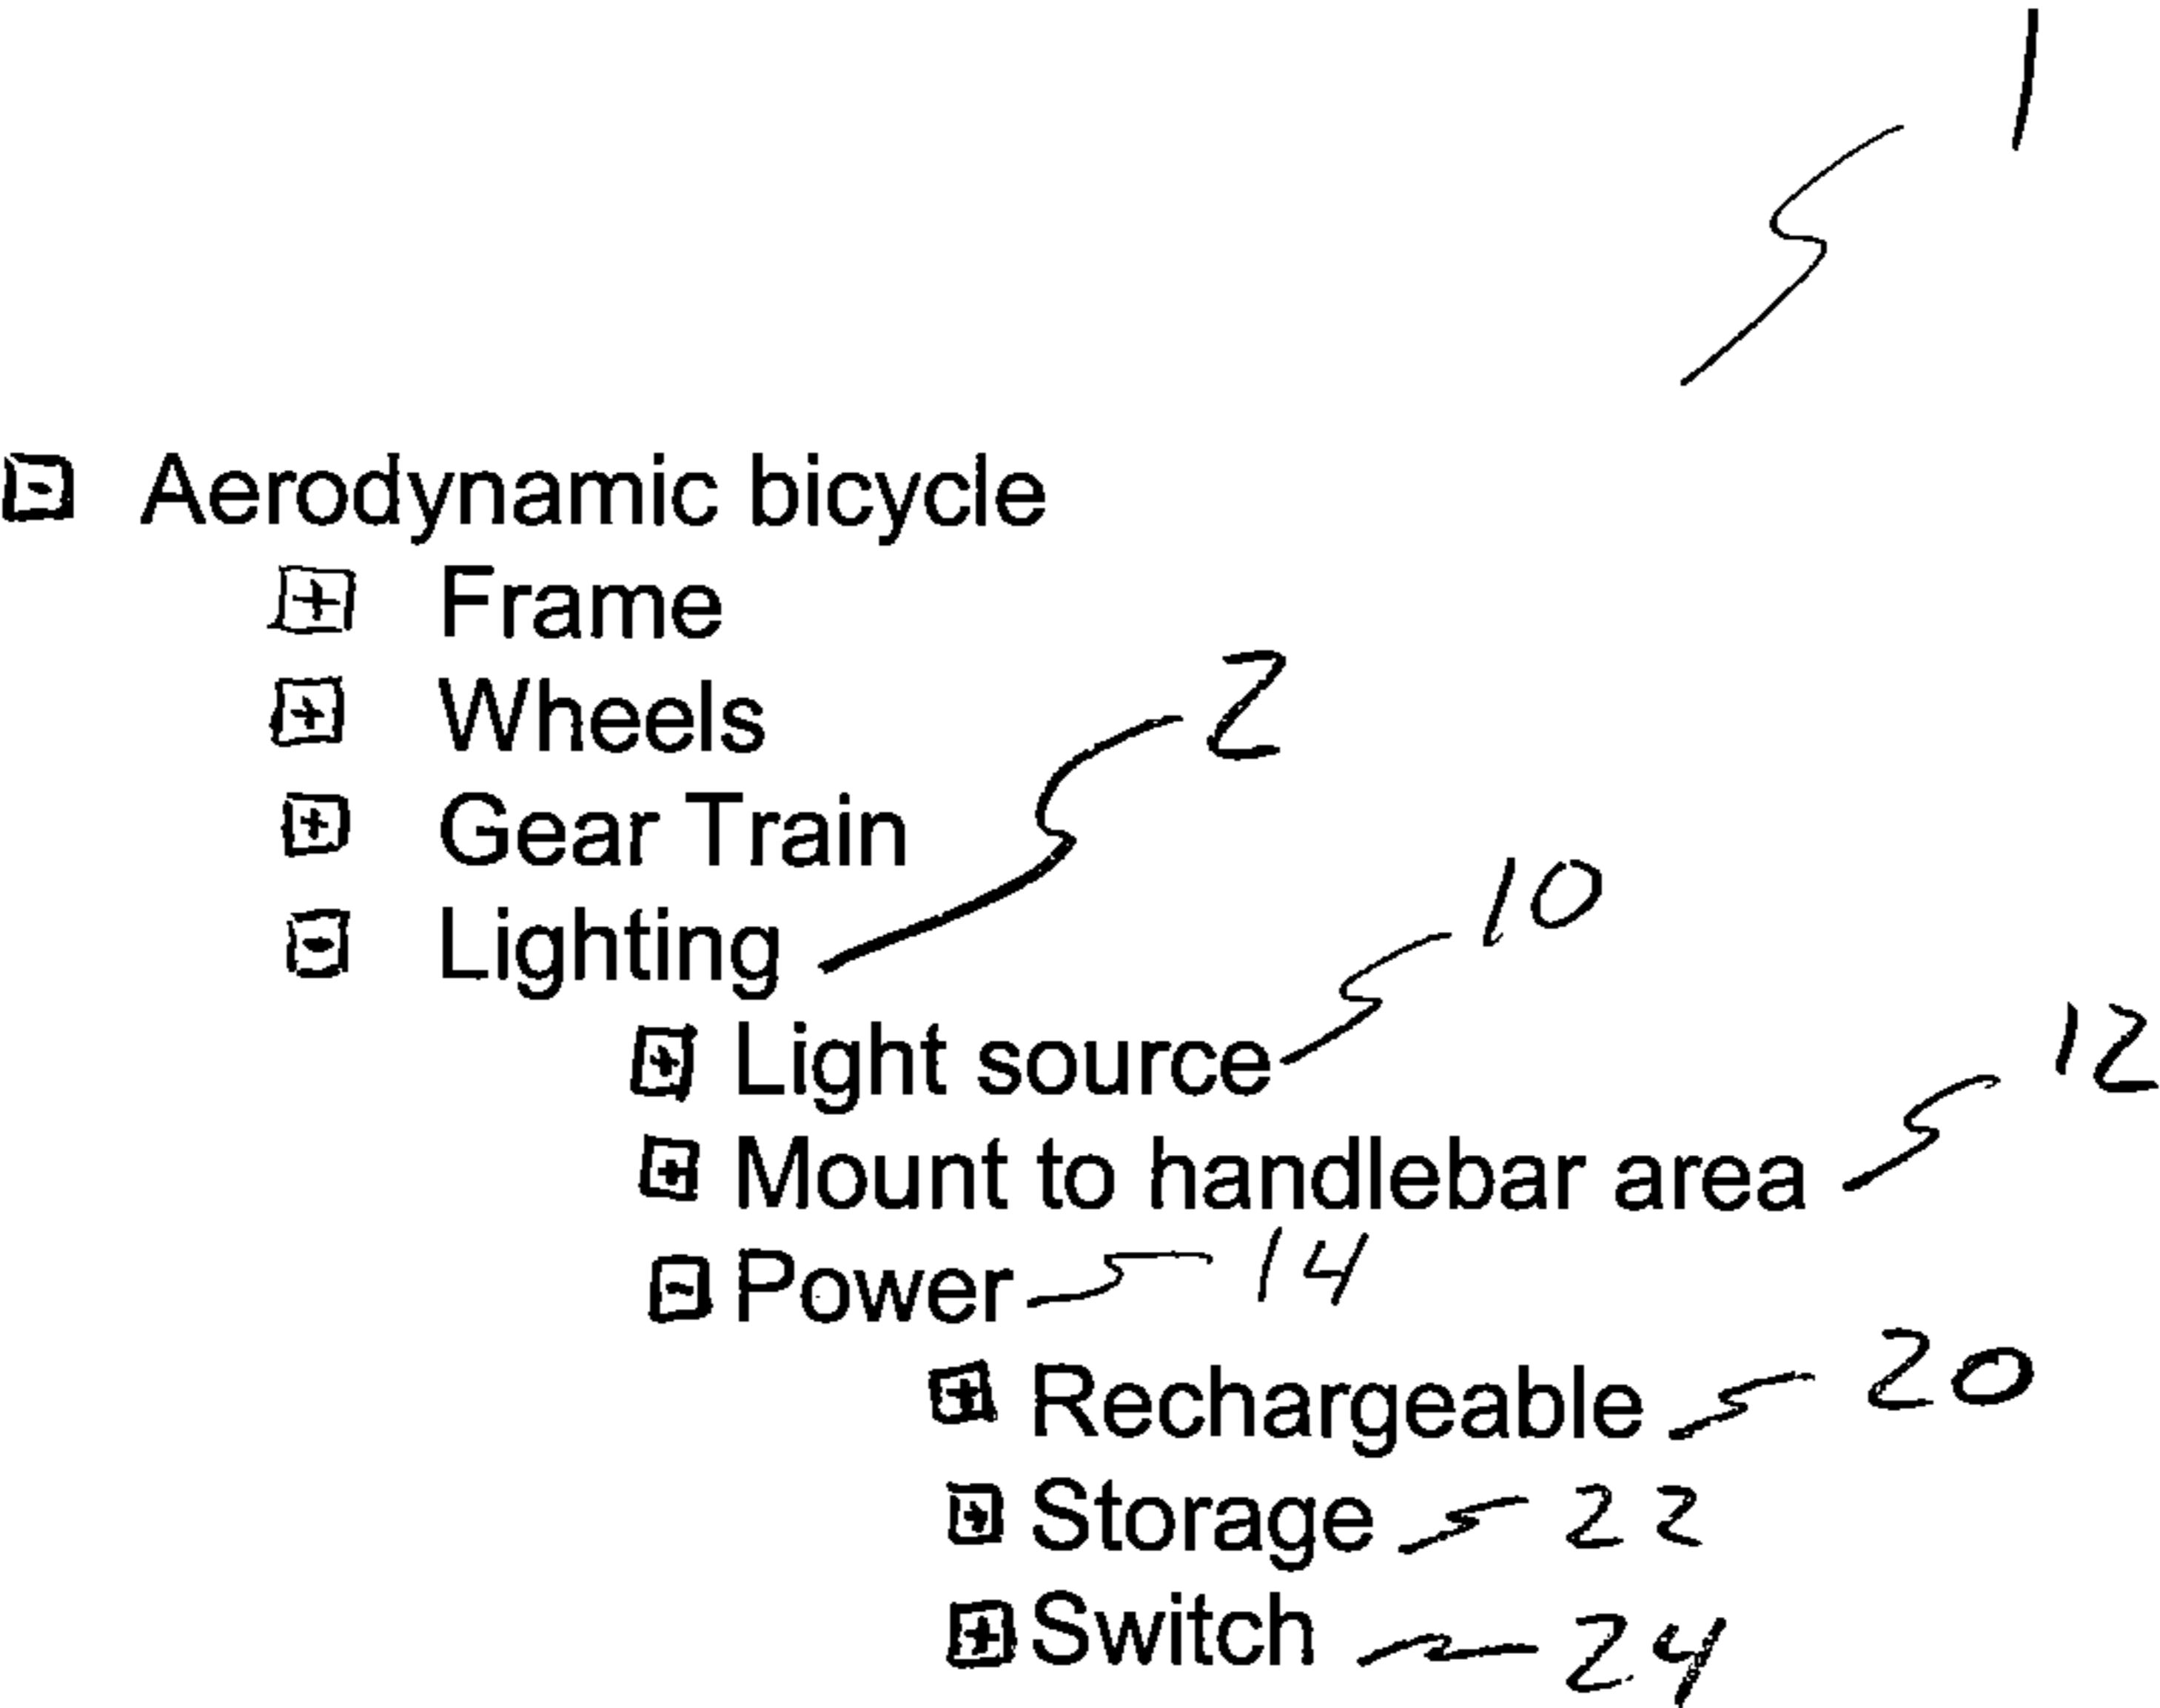 1
Aerodynamic bicycle
Frame
Wheels
2
Gear Train
Lighting
10
Light source
12
Mount to handlebar area
Power 14
Rechargeable 20
Storage 22
Switch 24